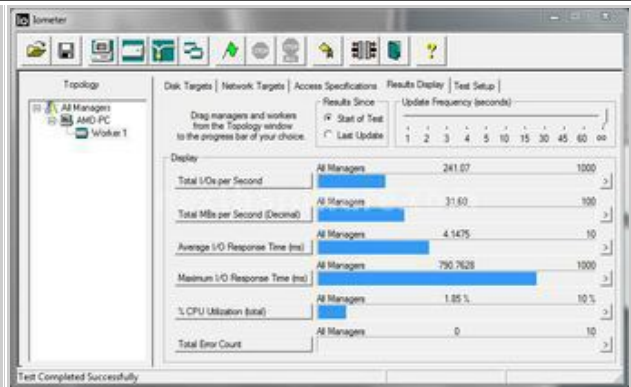 Iometer
Topology
All Managers
AMD-PC
Worker 1
Disk Targets | Network Targets | Access Specifications | Results Display | Test Setup
Drag managers and workers
from the Topology window
to the progress bar of your choice.
Results Since
Start of Test
Last Update
Update Frequency (seconds)
1 2 3 4 5 10 15 30 45 60 oo
Display
All Managers 241.07 1000
Total I/Os per Second >
All Managers 31.60 100
Total MBs per Second (Decimal) >
All Managers 4.1475 10
Average I/O Response Time (ms) >
All Managers 790.7628 1000
Maximum I/O Response Time (ms) >
All Managers 1.85 % 10 %
% CPU Utilization (total) >
All Managers 0 10
Total Error Count >
Test Completed Successfully